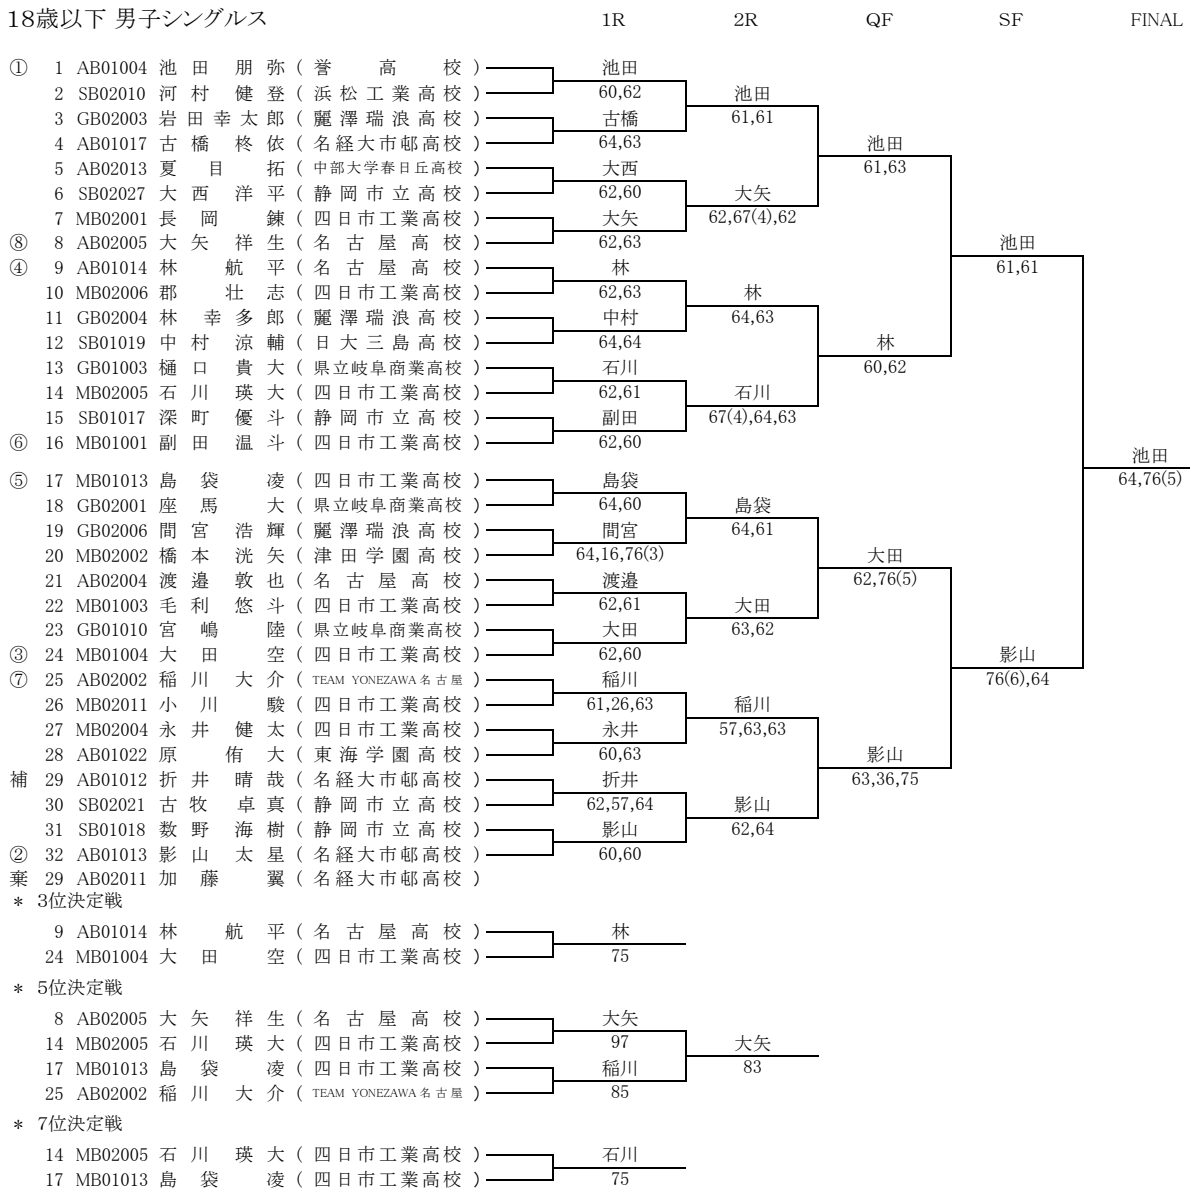 18歳以下 男子シングルス 1R 2R QF SF FINAL
① 1 AB01004 池田 朋弥 (誉高校) 池田
2 SB02010 河村 健登 (浜松工業高校) 60,62 池田
3 GB02003 岩田幸太郎 (麗澤瑞浪高校) 古橋 61,61
4 AB01017 古橋 柊依 (名経大市邨高校) 64,63 池田
5 AB02013 夏目 拓 (中部大学春日丘高校) 大西 61,63
6 SB02027 大西 洋平 (静岡市立高校) 62,60 大矢
7 MB02001 長岡 錬 (四日市工業高校) 大矢 62,67(4),62
⑧ 8 AB02005 大矢 祥生 (名古屋高校) 62,63 池田
④ 9 AB01014 林 航平 (名古屋高校) 林 61,61
10 MB02006 郡 壮志 (四日市工業高校) 62,63 林
11 GB02004 林 幸多郎 (麗澤瑞浪高校) 中村 64,63
12 SB01019 中村 涼輔 (日大三島高校) 64,64 林
13 GB01003 樋口 貴大 (県立岐阜商業高校) 石川 60,62
14 MB02005 石川 瑛大 (四日市工業高校) 62,61 石川
15 SB01017 深町 優斗 (静岡市立高校) 副田 67(4),64,63
⑥ 16 MB01001 副田 温斗 (四日市工業高校) 62,60
池田
⑤ 17 MB01013 島袋 凌 (四日市工業高校) 島袋 64,76(5)
18 GB02001 座馬 大 (県立岐阜商業高校) 64,60 島袋
19 GB02006 間宮 浩輝 (麗澤瑞浪高校) 間宮 64,61
20 MB02002 橋本 洸矢 (津田学園高校) 64,16,76(3) 大田
21 AB02004 渡邉 敦也 (名古屋高校) 渡邉 62,76(5)
22 MB01003 毛利 悠斗 (四日市工業高校) 62,61 大田
23 GB01010 宮嶋 陸 (県立岐阜商業高校) 大田 63,62
③ 24 MB01004 大田 空 (四日市工業高校) 62,60 影山
⑦ 25 AB02002 稲川 大介 (TEAM YONEZAWA名古屋) 稲川 76(6),64
26 MB02011 小川 駿 (四日市工業高校) 61,26,63 稲川
27 MB02004 永井 健太 (四日市工業高校) 永井 57,63,63
28 AB01022 原 侑大 (東海学園高校) 60,63 影山
補 29 AB01012 折井 晴哉 (名経大市邨高校) 折井 63,36,75
30 SB02021 古牧 卓真 (静岡市立高校) 62,57,64 影山
31 SB01018 数野 海樹 (静岡市立高校) 影山 62,64
② 32 AB01013 影山 太星 (名経大市邨高校) 60,60
棄 29 AB02011 加藤 翼 (名経大市邨高校)
* 3位決定戦
9 AB01014 林 航平 (名古屋高校) 林
24 MB01004 大田 空 (四日市工業高校) 75
* 5位決定戦
8 AB02005 大矢 祥生 (名古屋高校) 大矢
14 MB02005 石川 瑛大 (四日市工業高校) 97 大矢
17 MB01013 島袋 凌 (四日市工業高校) 稲川 83
25 AB02002 稲川 大介 (TEAM YONEZAWA名古屋) 85
* 7位決定戦
14 MB02005 石川 瑛大 (四日市工業高校) 石川
17 MB01013 島袋 凌 (四日市工業高校) 75